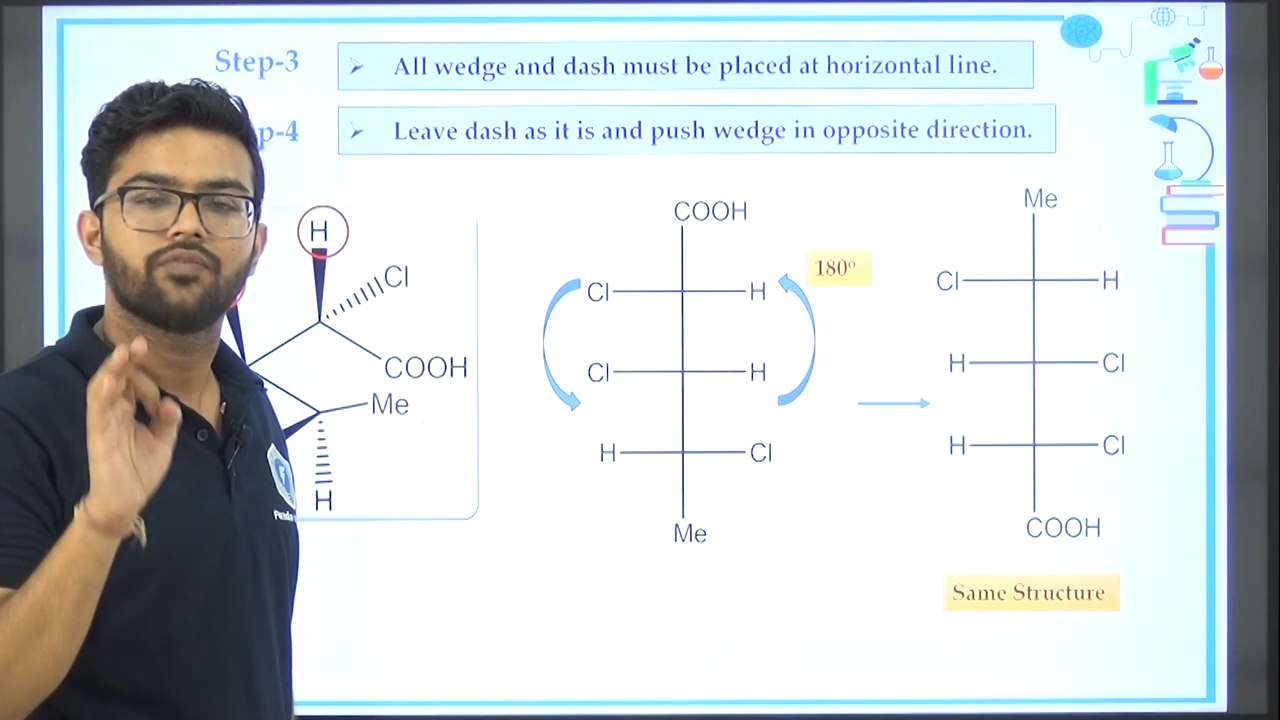 Step-3
➢ All wedge and dash must be placed at horizontal line.
p-4
➢ Leave dash as it is and push wedge in opposite direction.
H
Cl
COOH
Me
H
COOH
Cl H
Cl H
H Cl
Me
180°
Me
Cl H
H Cl
H Cl
COOH
Same Structure